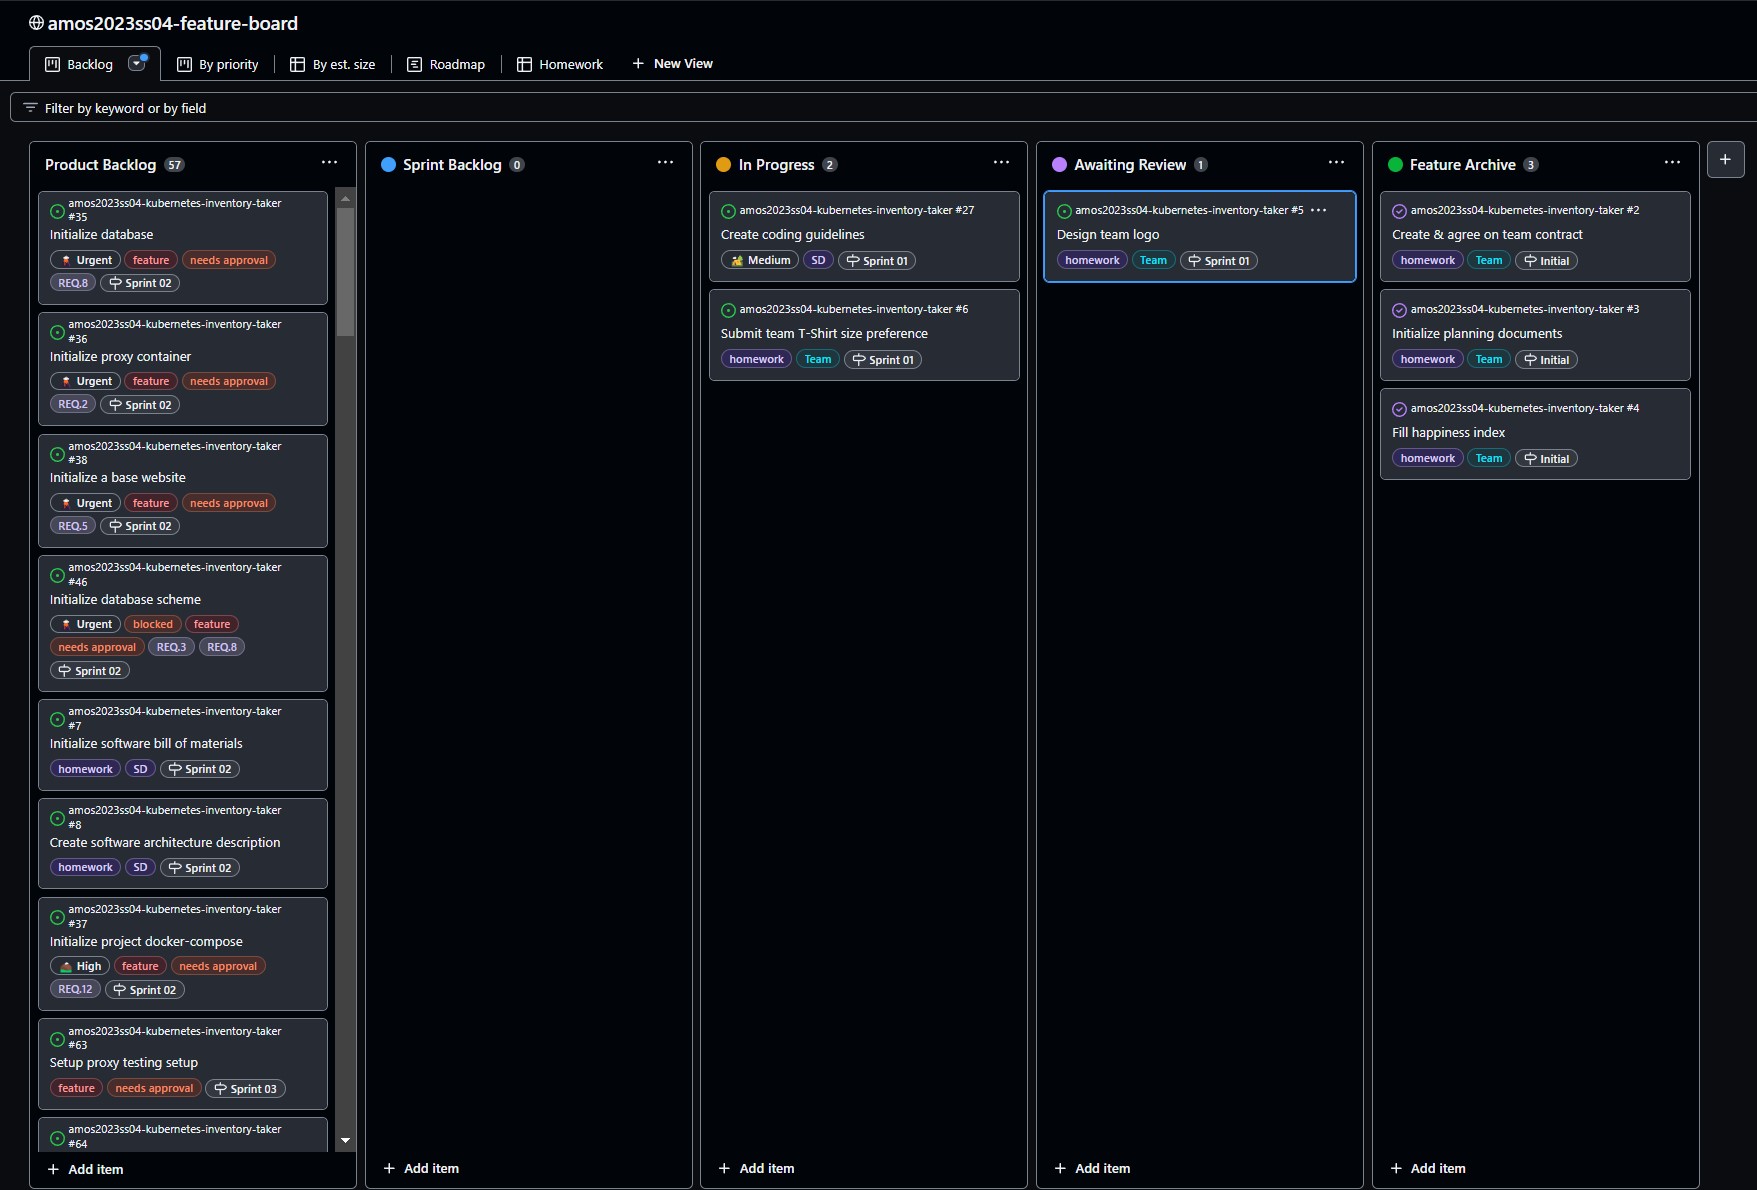 amos2023ss04-feature-board
Backlog
By priority
By est. size
Roadmap
Homework
New View
Filter by keyword or by field
Product Backlog 57
amos2023ss04-kubernetes-inventory-taker
#35
Initialize database
Urgent feature needs approval
REQ.8 Sprint 02
amos2023ss04-kubernetes-inventory-taker
#36
Initialize proxy container
Urgent feature needs approval
REQ.2 Sprint 02
amos2023ss04-kubernetes-inventory-taker
#38
Initialize a base website
Urgent feature needs approval
REQ.5 Sprint 02
amos2023ss04-kubernetes-inventory-taker
#46
Initialize database scheme
Urgent blocked feature
needs approval REQ.3 REQ.8
Sprint 02
amos2023ss04-kubernetes-inventory-taker
#7
Initialize software bill of materials
homework SD Sprint 02
amos2023ss04-kubernetes-inventory-taker
#8
Create software architecture description
homework SD Sprint 02
amos2023ss04-kubernetes-inventory-taker
#37
Initialize project docker-compose
High feature needs approval
REQ.12 Sprint 02
amos2023ss04-kubernetes-inventory-taker
#63
Setup proxy testing setup
feature needs approval Sprint 03
amos2023ss04-kubernetes-inventory-taker
#64
Add item
Sprint Backlog 0
Add item
In Progress 2
amos2023ss04-kubernetes-inventory-taker #27
Create coding guidelines
Medium SD Sprint 01
amos2023ss04-kubernetes-inventory-taker #6
Submit team T-Shirt size preference
homework Team Sprint 01
Add item
Awaiting Review 1
amos2023ss04-kubernetes-inventory-taker #5
Design team logo
homework Team Sprint 01
Add item
Feature Archive 3
amos2023ss04-kubernetes-inventory-taker #2
Create & agree on team contract
homework Team Initial
amos2023ss04-kubernetes-inventory-taker #3
Initialize planning documents
homework Team Initial
amos2023ss04-kubernetes-inventory-taker #4
Fill happiness index
homework Team Initial
Add item